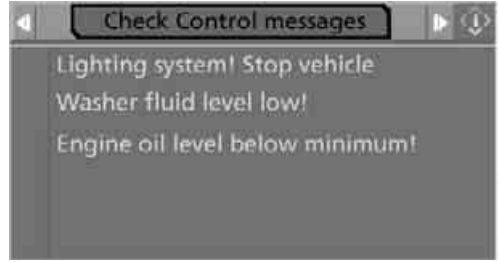 Check Control messages
Lighting system! Stop vehicle
Washer fluid level low!
Engine oil level below minimum!